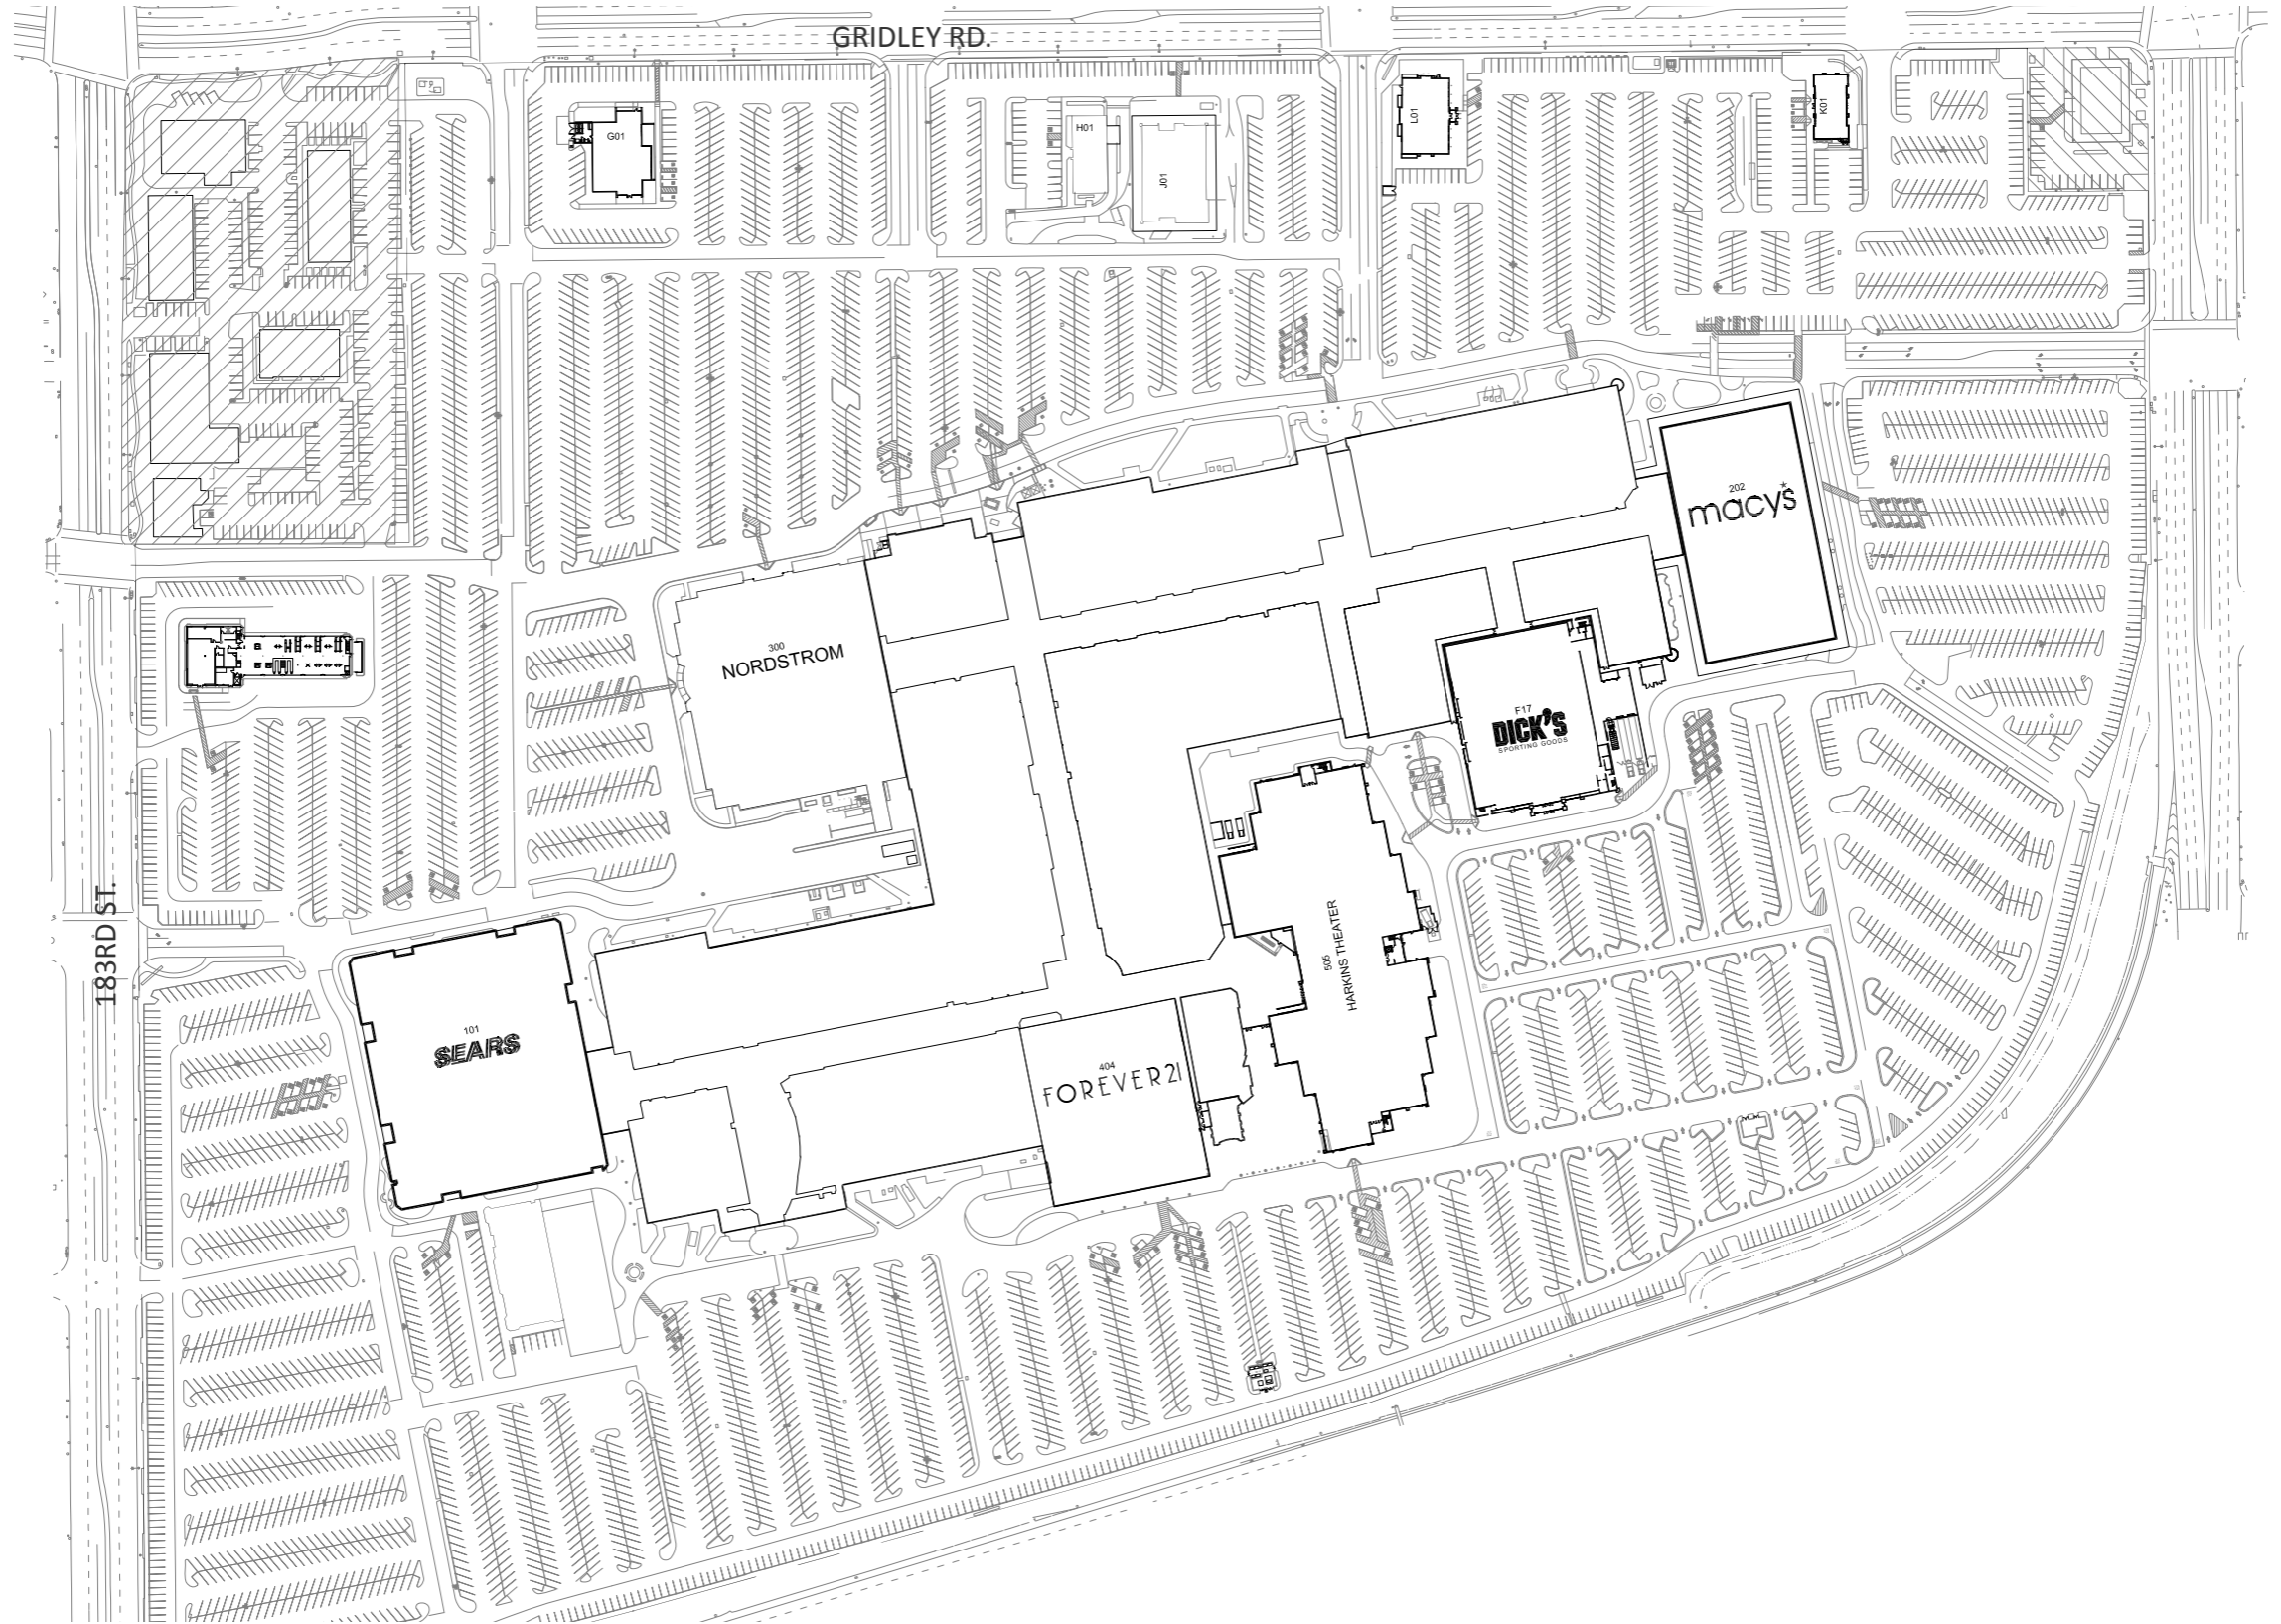 GRIDLEY RD.
G01
H01
J01
L01
K01
202
macy's
300
NORDSTROM
F17
DICK'S
SPORTING GOODS
183RD ST.
505
HARKINS THEATER
101
SEARS
404
FOREVER 21